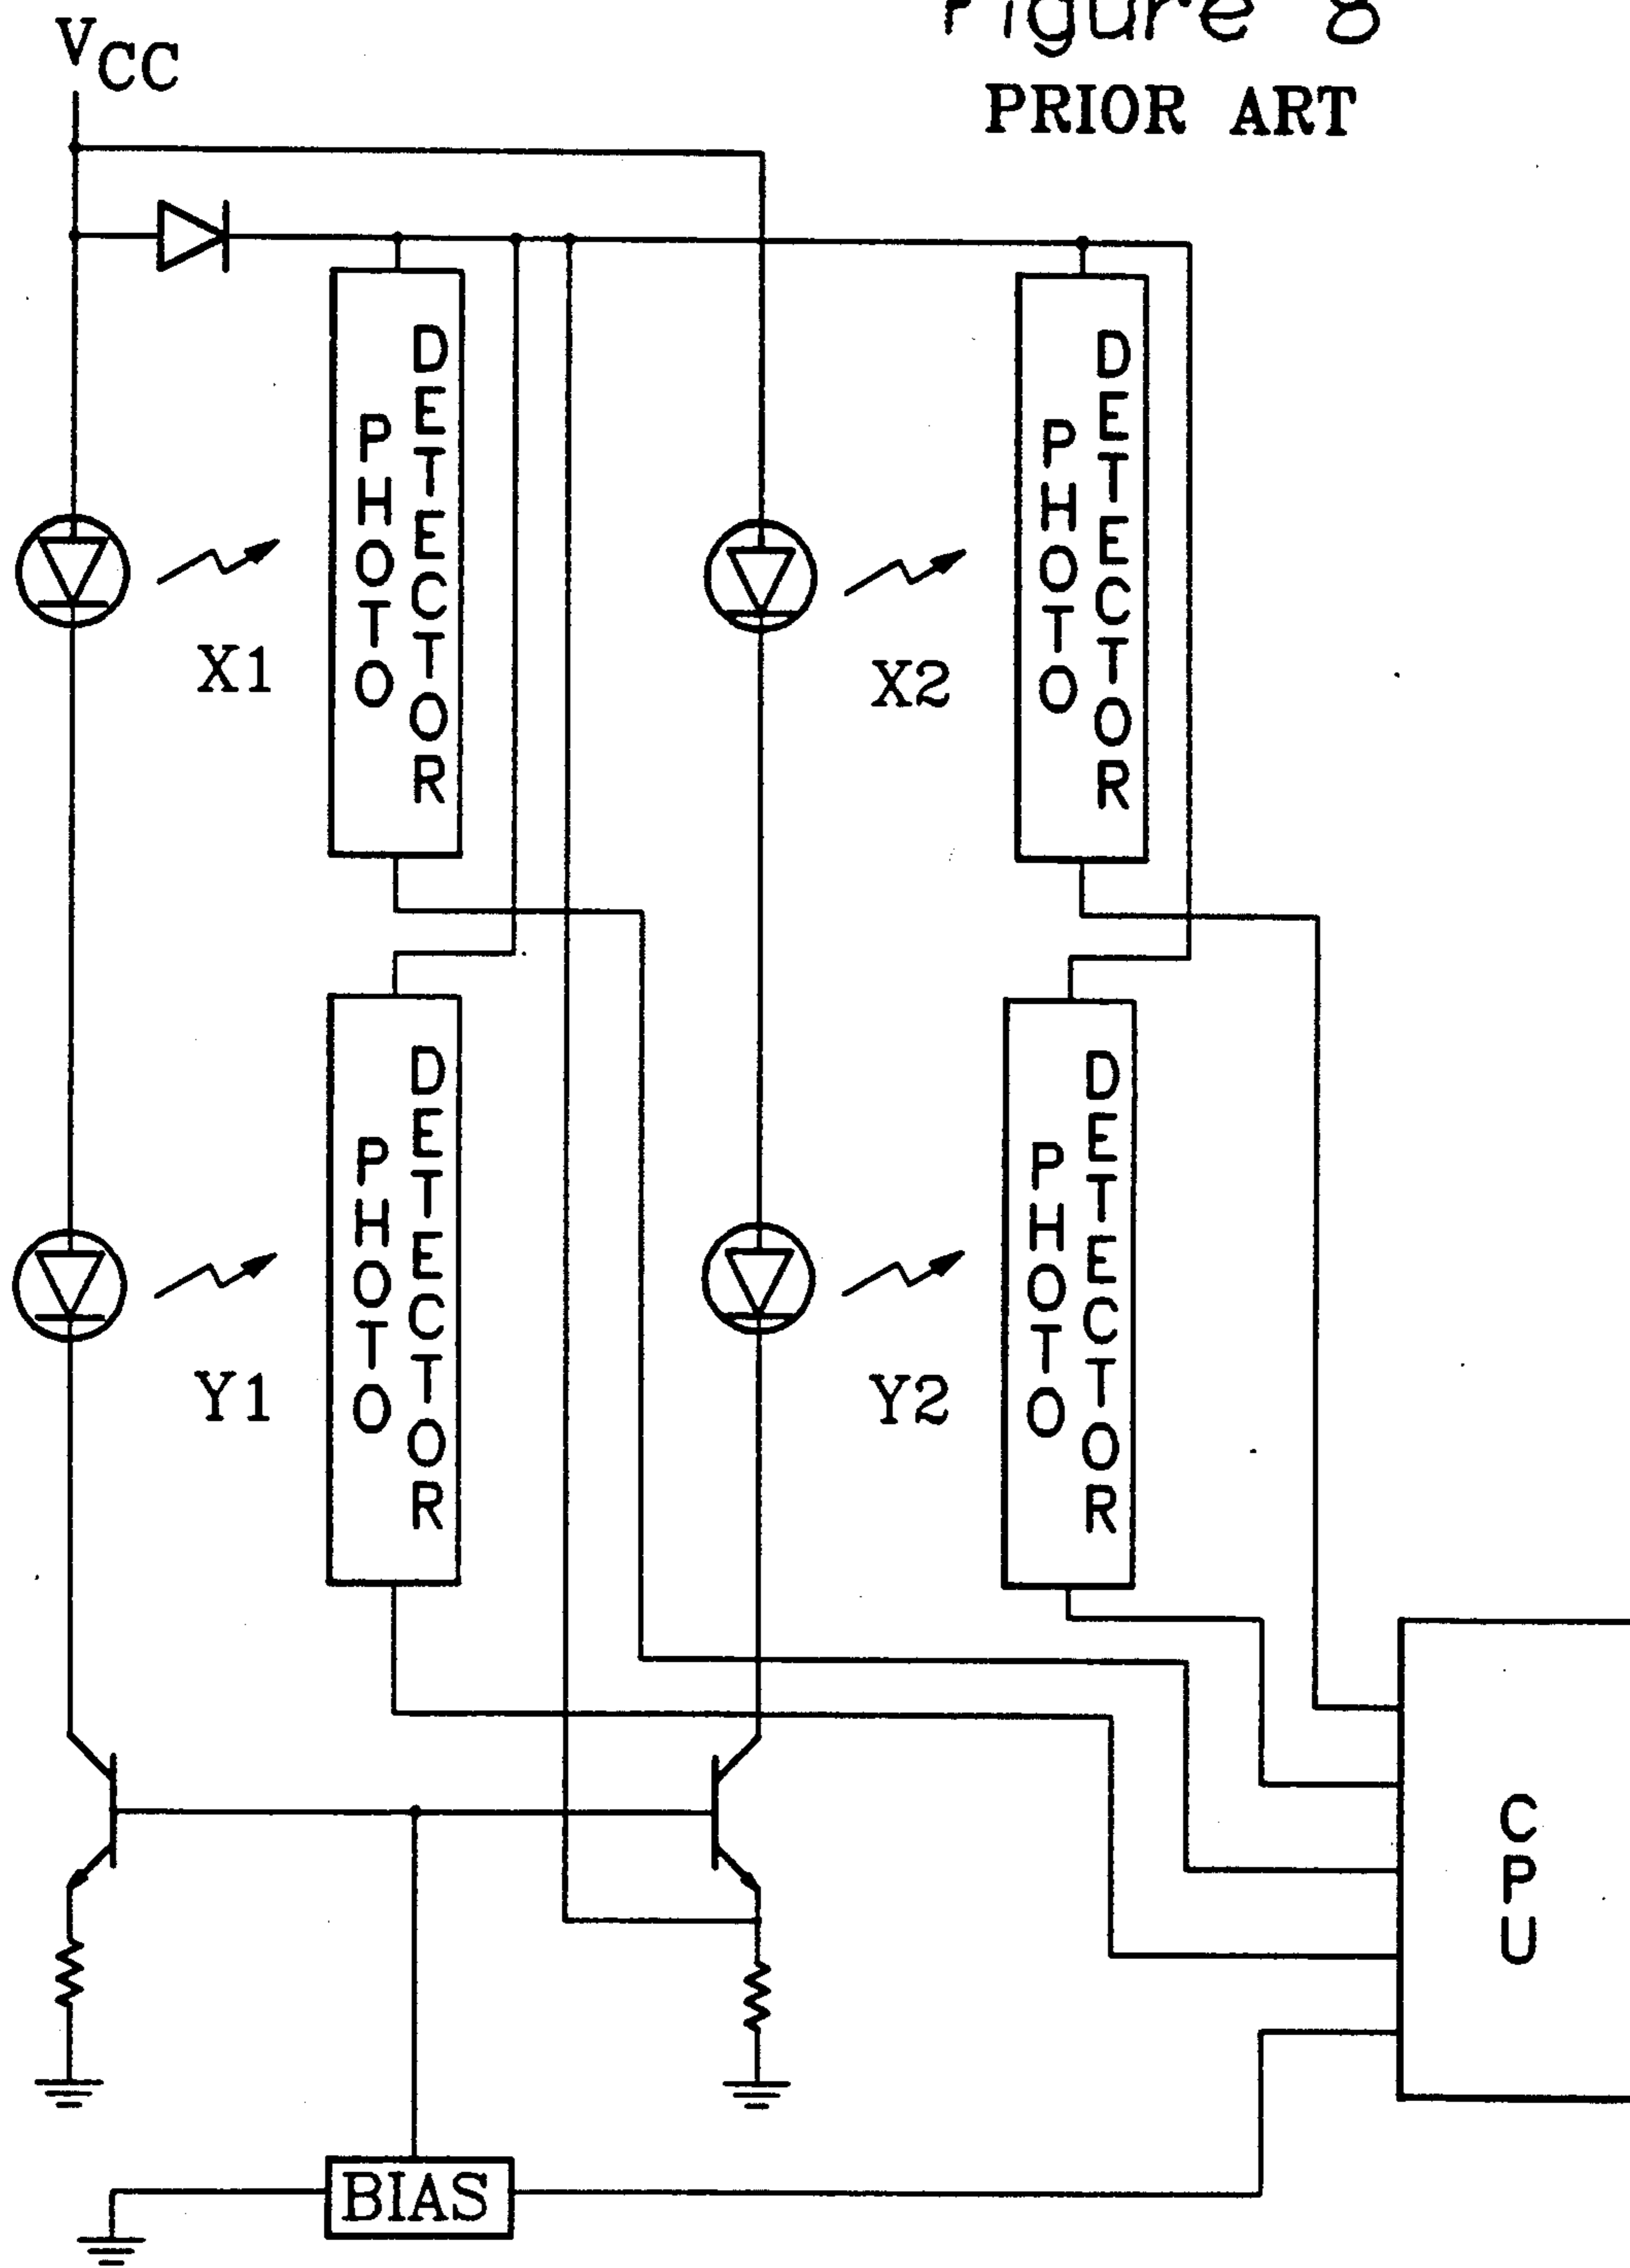 Figure 8
PRIOR ART
VCC
PHOTO
DETECTOR
X1
PHOTO
DETECTOR
X2
PHOTO
DETECTOR
Y1
PHOTO
DETECTOR
Y2
CPU
BIAS